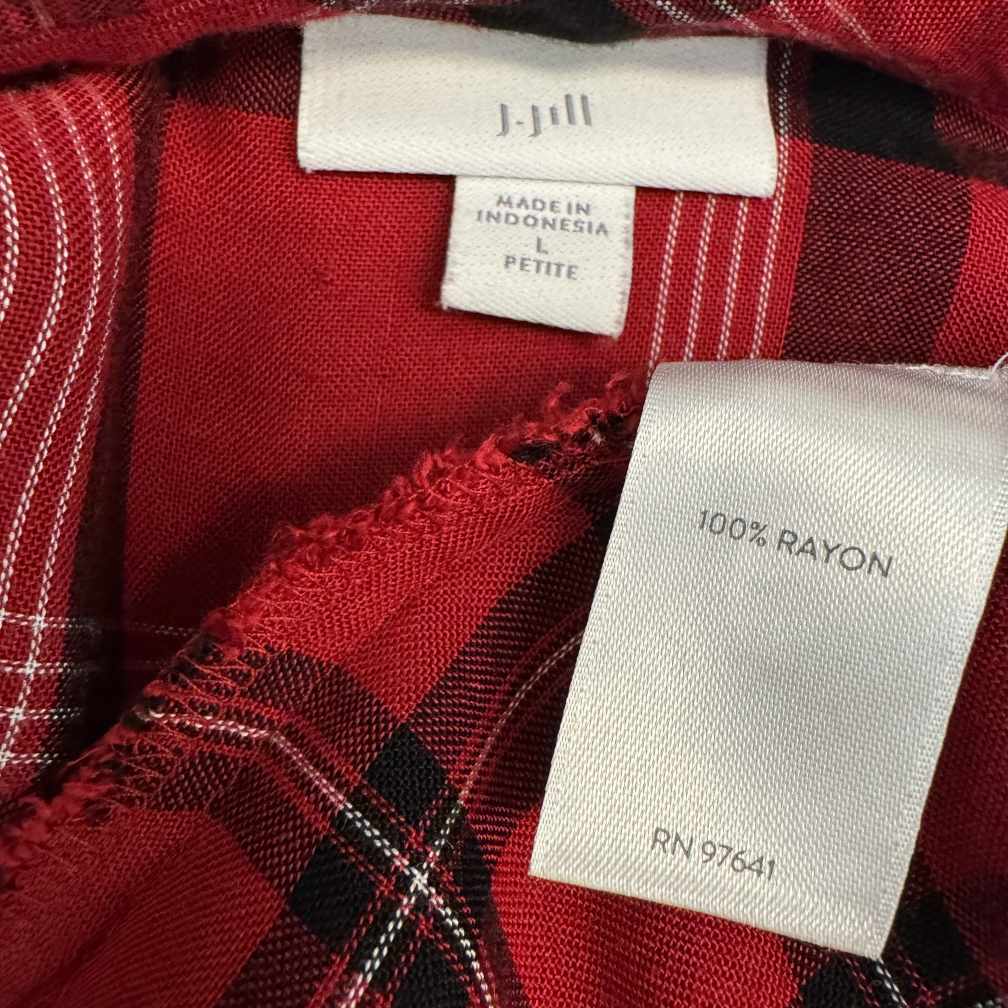 J.Jill
MADE IN
INDONESIA
L
PETITE
100% RAYON
RN 97641